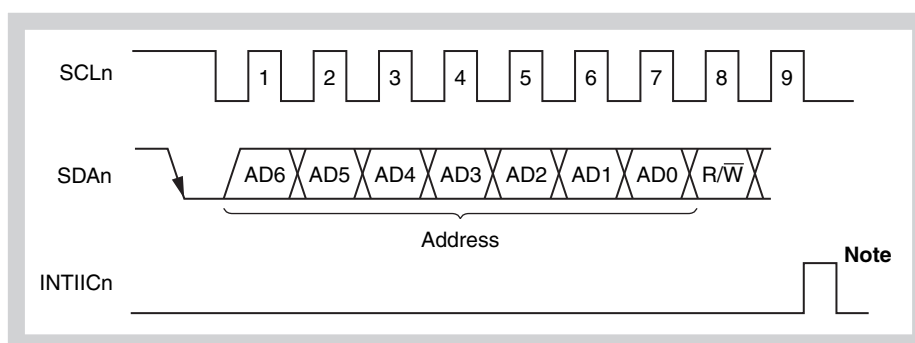 SCLn 1 2 3 4 5 6 7 8 9
SDAn AD6 AD5 AD4 AD3 AD2 AD1 AD0 R/W̅
Address
Note
INTIICn